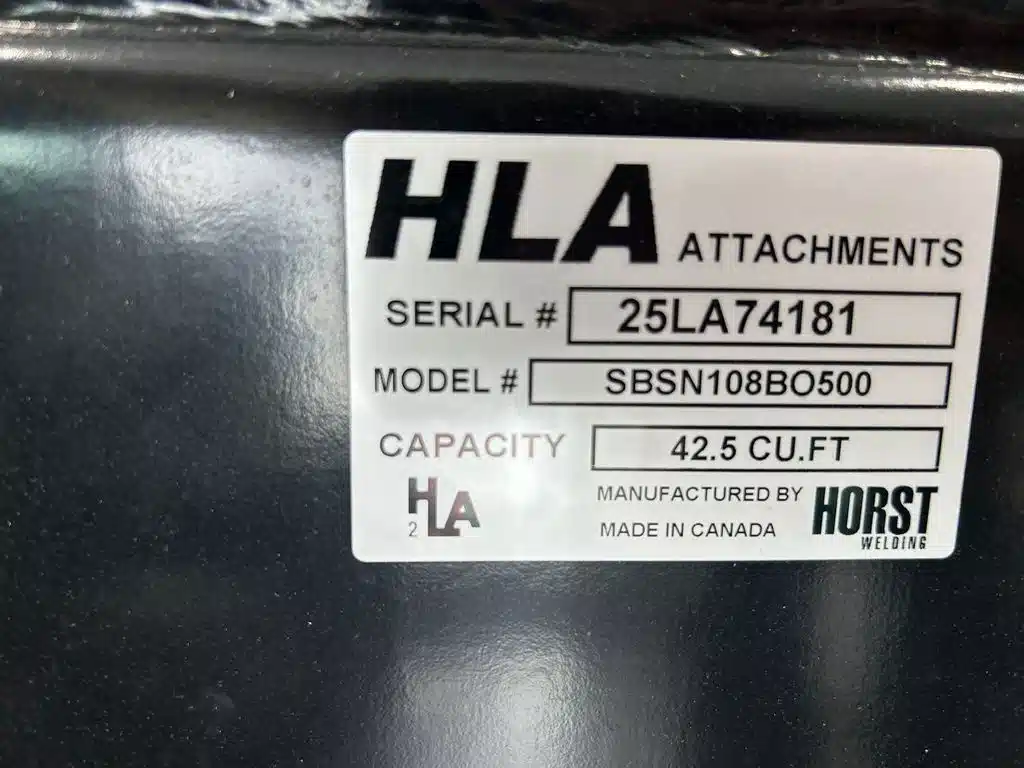 HLA ATTACHMENTS
SERIAL # 25LA74181
MODEL # SBSN108BO500
CAPACITY 42.5 CU.FT
HLA
2
MANUFACTURED BY HORST
MADE IN CANADA WELDING